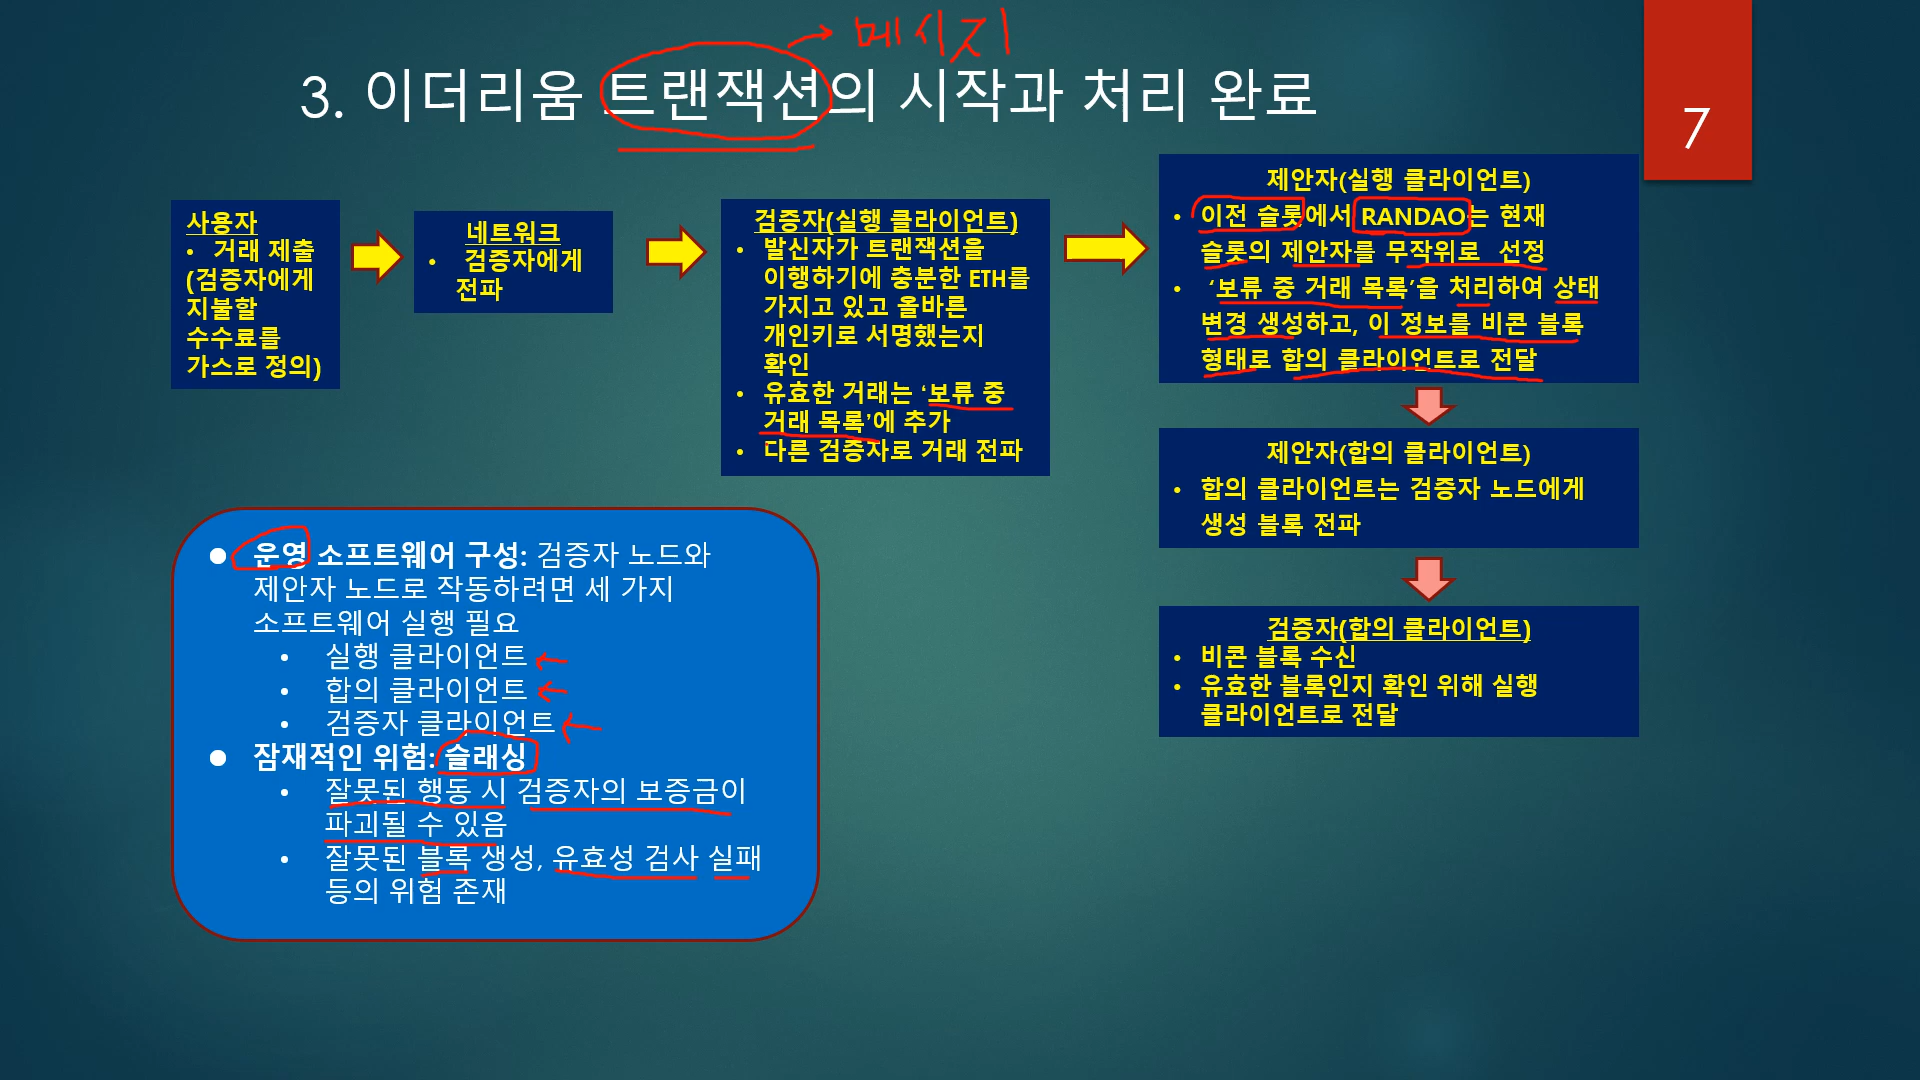 메시지
3. 이더리움 트랜잭션의 시작과 처리 완료
7
사용자
• 거래 제출
(검증자에게
지불할
수수료를
가스로 정의)
네트워크
• 검증자에게
전파
검증자(실행 클라이언트)
• 발신자가 트랜잭션을
이행하기에 충분한 ETH를
가지고 있고 올바른
개인키로 서명했는지
확인
• 유효한 거래는 ‘보류 중
거래 목록’에 추가
• 다른 검증자로 거래 전파
제안자(실행 클라이언트)
• 이전 슬롯에서 RANDAO는 현재
슬롯의 제안자를 무작위로 선정
• ‘보류 중 거래 목록’을 처리하여 상태
변경 생성하고, 이 정보를 비콘 블록
형태로 합의 클라이언트로 전달
제안자(합의 클라이언트)
• 합의 클라이언트는 검증자 노드에게
생성 블록 전파
검증자(합의 클라이언트)
• 비콘 블록 수신
• 유효한 블록인지 확인 위해 실행
클라이언트로 전달
● 운영 소프트웨어 구성: 검증자 노드와
제안자 노드로 작동하려면 세 가지
소프트웨어 실행 필요
• 실행 클라이언트
• 합의 클라이언트
• 검증자 클라이언트
● 잠재적인 위험: 슬래싱
• 잘못된 행동 시 검증자의 보증금이
파괴될 수 있음
• 잘못된 블록 생성, 유효성 검사 실패
등의 위험 존재